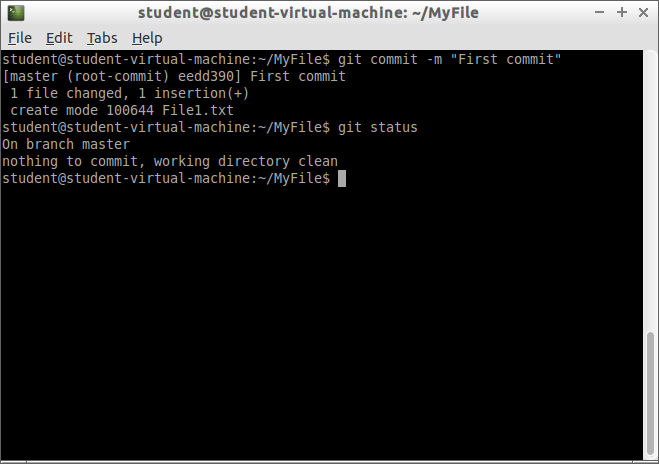 student@student-virtual-machine: ~/MyFile
File Edit Tabs Help
student@student-virtual-machine:~/MyFile$ git commit -m "First commit"
[master (root-commit) eedd390] First commit
 1 file changed, 1 insertion(+)
 create mode 100644 File1.txt
student@student-virtual-machine:~/MyFile$ git status
On branch master
nothing to commit, working directory clean
student@student-virtual-machine:~/MyFile$